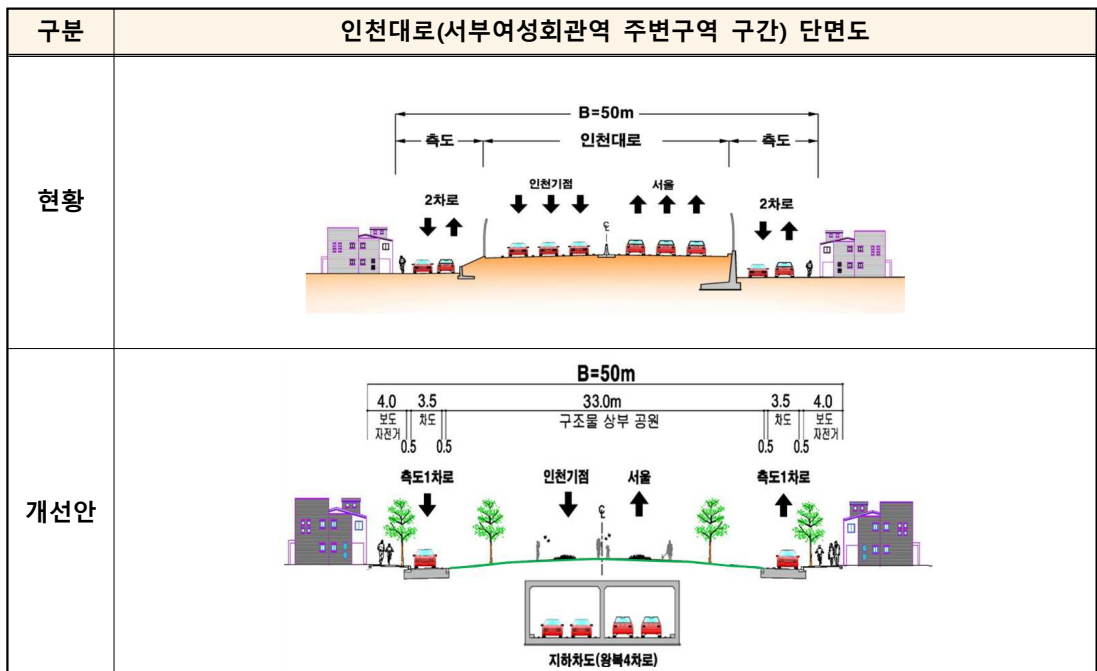 구분 인천대로(서부여성회관역 주변구역 구간) 단면도
현황
B=50m
측도 인천대로 측도
인천기점 서울
2차로 2차로
℄
개선안
B=50m
4.0 3.5 33.0m 3.5 4.0
보도 차도 구조물 상부 공원 차도 보도
자전거 자전거
0.5 0.5 0.5 0.5
측도1차로 인천기점 서울 측도1차로
℄
지하차도(왕복4차로)